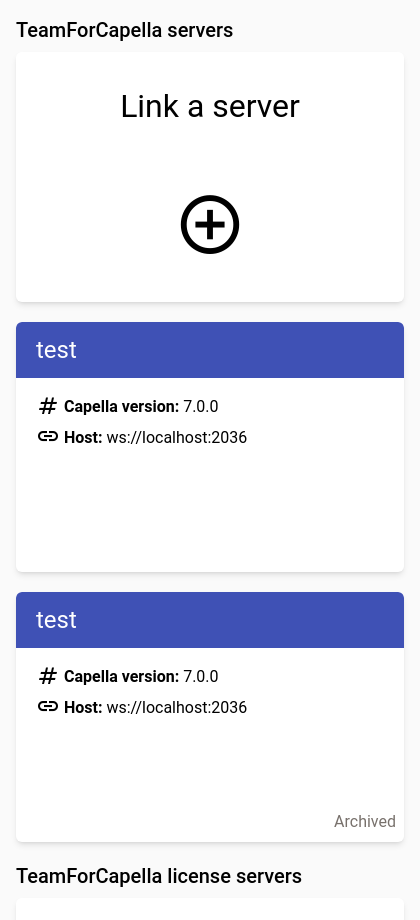 TeamForCapella servers
Link a server
test
Capella version: 7.0.0
Host: ws://localhost:2036
test
Capella version: 7.0.0
Host: ws://localhost:2036
Archived
TeamForCapella license servers